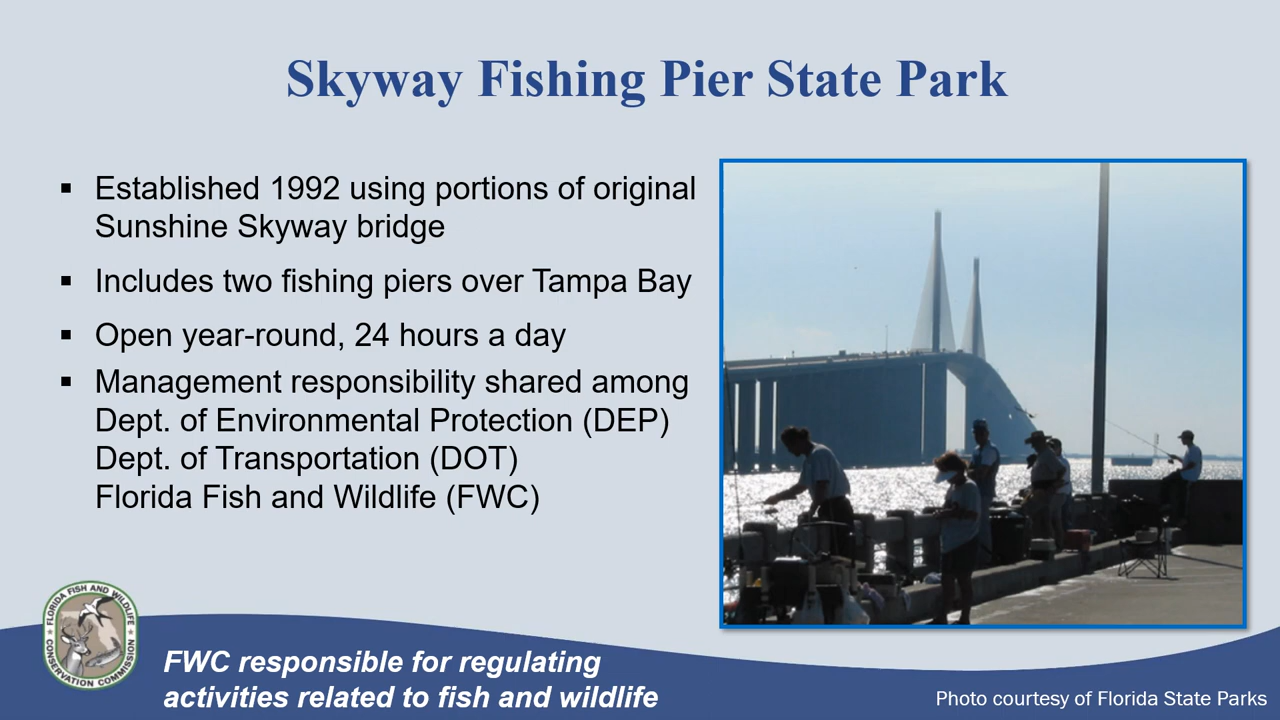 Skyway Fishing Pier State Park
▪ Established 1992 using portions of original
Sunshine Skyway bridge
▪ Includes two fishing piers over Tampa Bay
▪ Open year-round, 24 hours a day
▪ Management responsibility shared among
Dept. of Environmental Protection (DEP)
Dept. of Transportation (DOT)
Florida Fish and Wildlife (FWC)
FLORIDA FISH AND WILDLIFE
CONSERVATION COMMISSION
FWC responsible for regulating
activities related to fish and wildlife
Photo courtesy of Florida State Parks